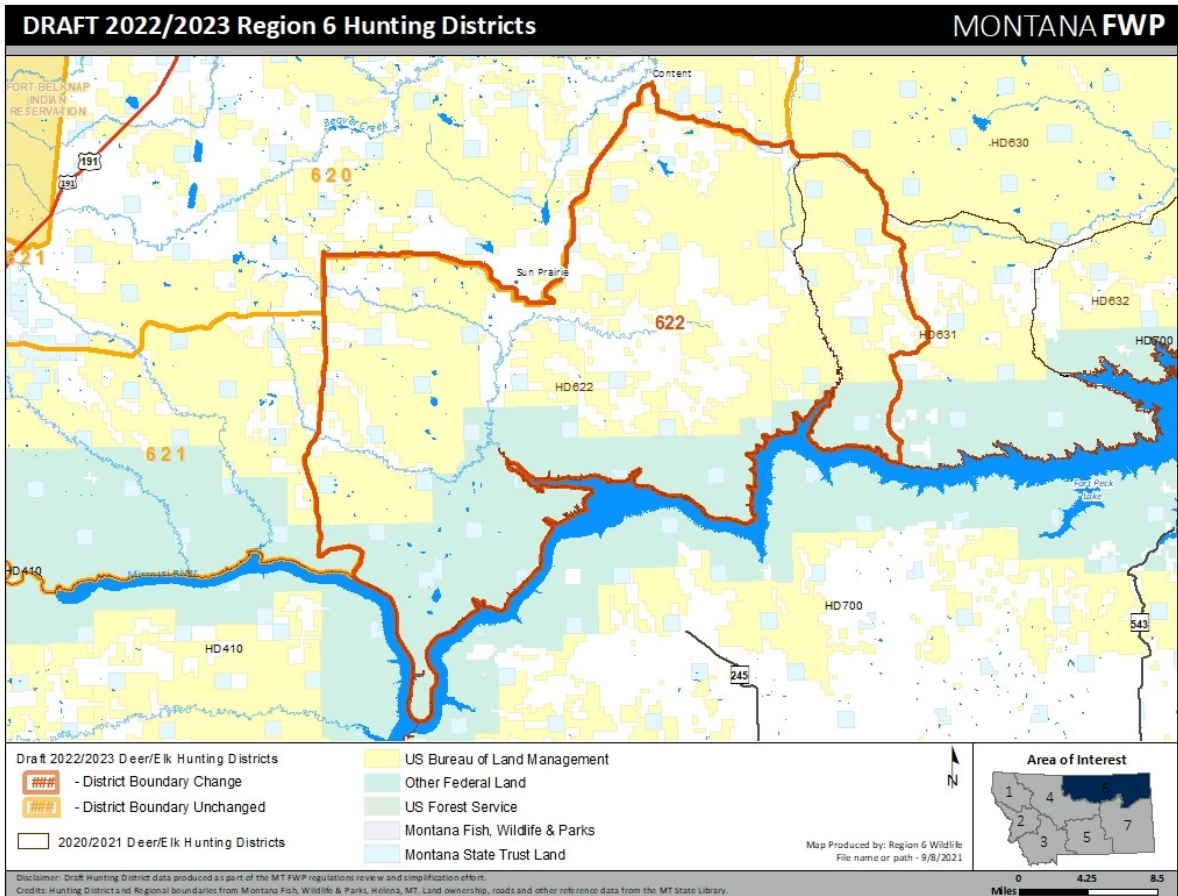 DRAFT 2022/2023 Region 6 Hunting Districts
MONTANA FWP
Content
FORT BELKNAP
INDIAN
RESERVATION
Beaver Creek
HD630
191
191
620
621
Sun Prairie
HD632
622
HD631
HD700
HD622
621
Fort Peck
Lake
HD410
Missouri River
HD700
HD410
543
245
Draft 2022/2023 Deer/Elk Hunting Districts
### - District Boundary Change
### - District Boundary Unchanged
2020/2021 Deer/Elk Hunting Districts
US Bureau of Land Management
Other Federal Land
US Forest Service
Montana Fish, Wildlife & Parks
Montana State Trust Land
N
Map Produced by: Region 6 Wildlife
File name or path - 9/8/2021
Area of Interest
1
4
6
2
3
5
7
Disclaimer: Draft Hunting District data produced as part of the MT FWP regulations review and simplification effort.
Credits: Hunting District and Regional boundaries from Montana Fish, Wildlife & Parks, Helena, MT. Land ownership, roads and other reference data from the MT State Library.
0 4.25 8.5
Miles